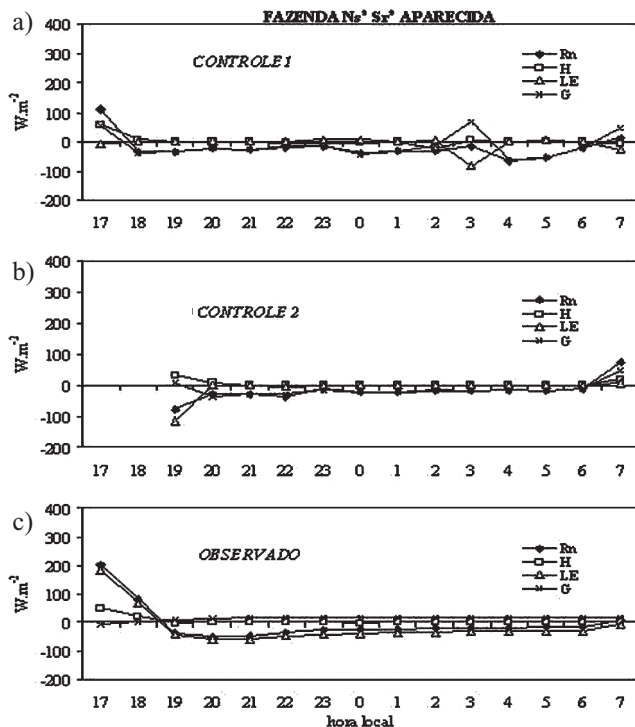 FAZENDA Nsª Srª APARECIDA
a)
CONTROLE 1
Rn
H
LE
G
W.m-2
400
300
200
100
0
-100
-200
17 18 19 20 21 22 23 0 1 2 3 4 5 6 7
b)
CONTROLE 2
Rn
H
LE
G
W.m-2
400
300
200
100
0
-100
-200
17 18 19 20 21 22 23 0 1 2 3 4 5 6 7
c)
OBSERVADO
Rn
H
LE
G
W.m-2
400
300
200
100
0
-100
-200
17 18 19 20 21 22 23 0 1 2 3 4 5 6 7
hora local